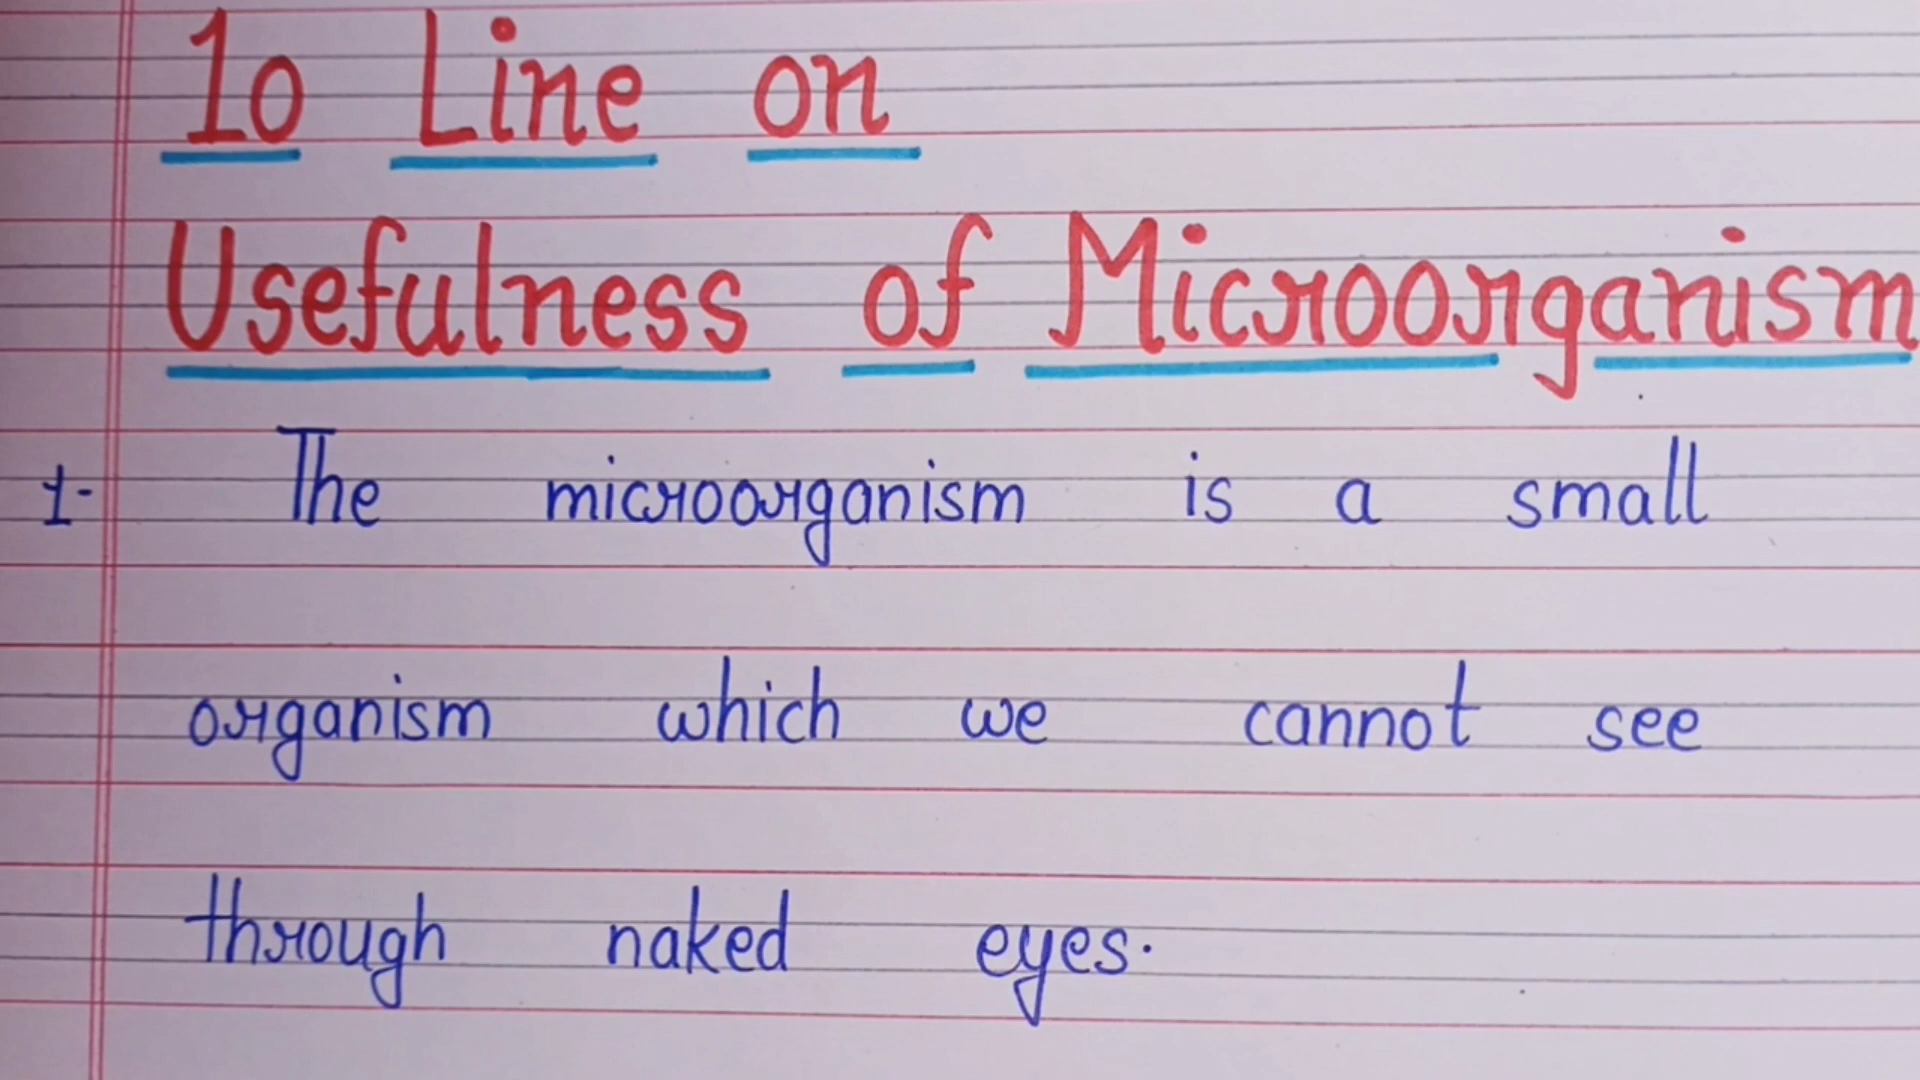 10 Line on
Usefulness of Microorganism
1- The microorganism is a small
organism which we cannot see
through naked eyes.